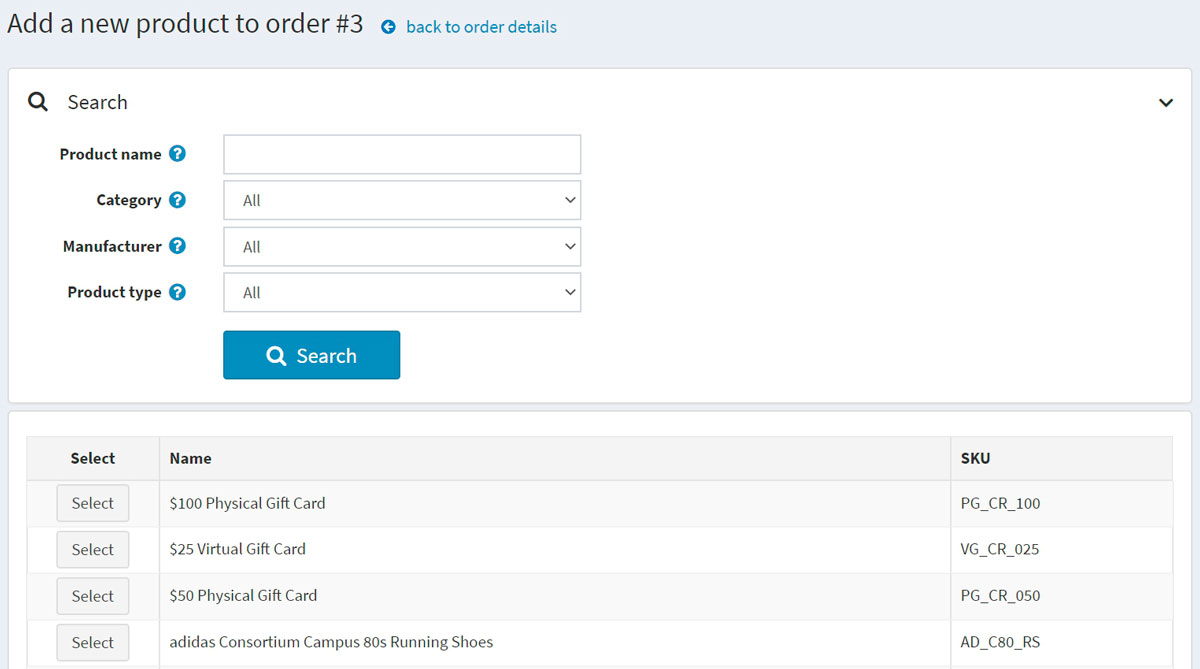 Add a new product to order #3 back to order details
Search
Product name ?
Category ? All
Manufacturer ? All
Product type ? All
Search
Select Name SKU
Select $100 Physical Gift Card PG_CR_100
Select $25 Virtual Gift Card VG_CR_025
Select $50 Physical Gift Card PG_CR_050
Select adidas Consortium Campus 80s Running Shoes AD_C80_RS